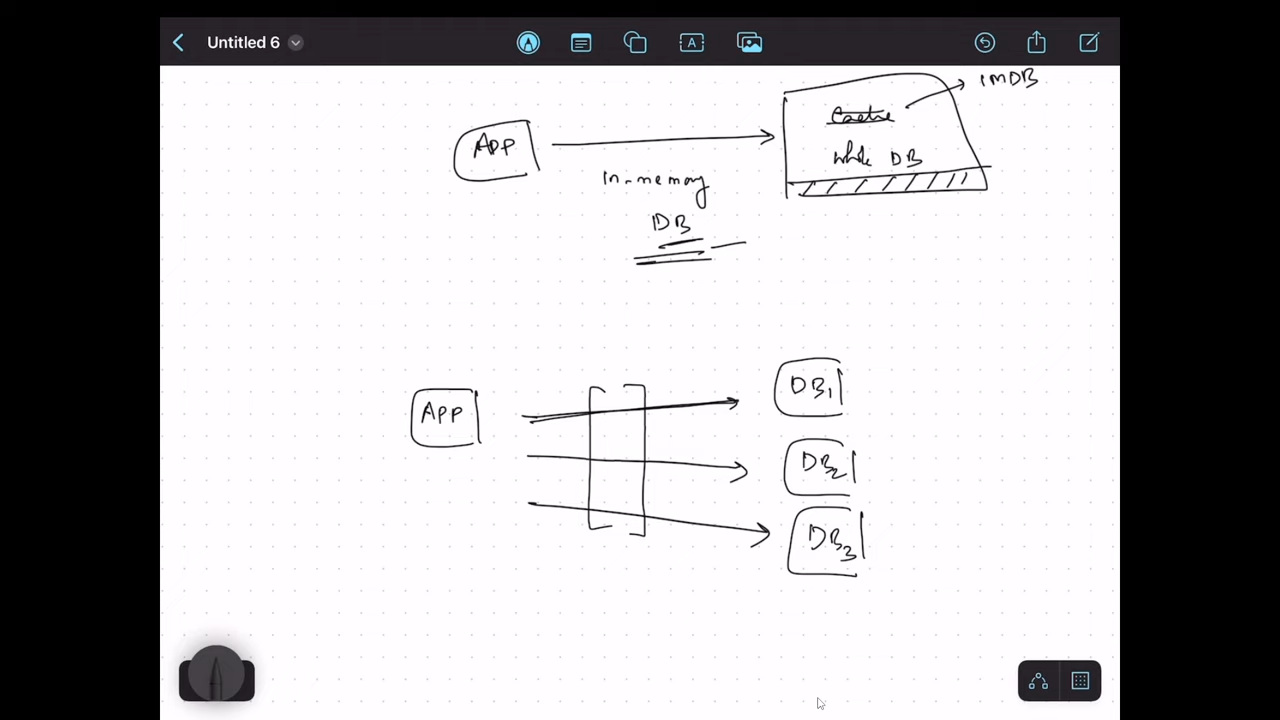 Untitled 6
A
IMDB
Cache
APP
whole DB
in-memory
DB
DB1
APP
DB2
DB3